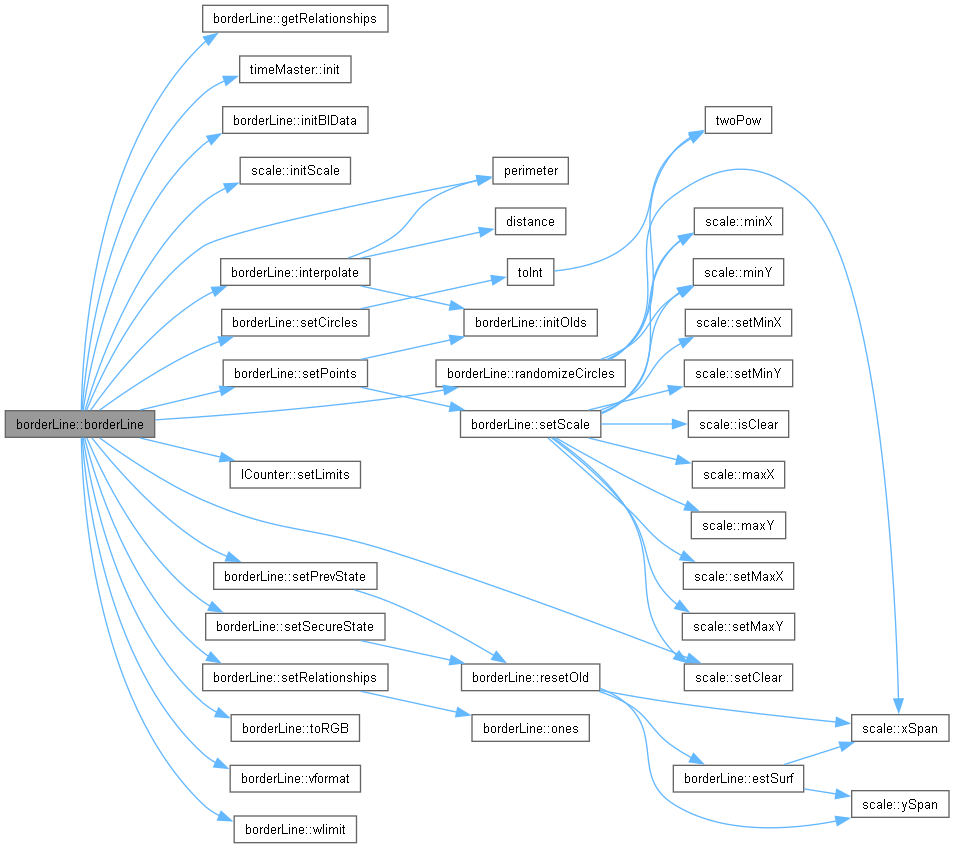 borderLine::getRelationships
timeMaster::init
borderLine::initBlData
scale::initScale
borderLine::interpolate
borderLine::setCircles
borderLine::setPoints
borderLine::borderLine
lCounter::setLimits
borderLine::setPrevState
borderLine::setSecureState
borderLine::setRelationships
borderLine::toRGB
borderLine::vformat
borderLine::wlimit
perimeter
distance
toInt
borderLine::initOlds
borderLine::randomizeCircles
borderLine::setScale
borderLine::resetOld
borderLine::ones
twoPow
scale::minX
scale::minY
scale::setMinX
scale::setMinY
scale::isClear
scale::maxX
scale::maxY
scale::setMaxX
scale::setMaxY
scale::setClear
borderLine::estSurf
scale::xSpan
scale::ySpan